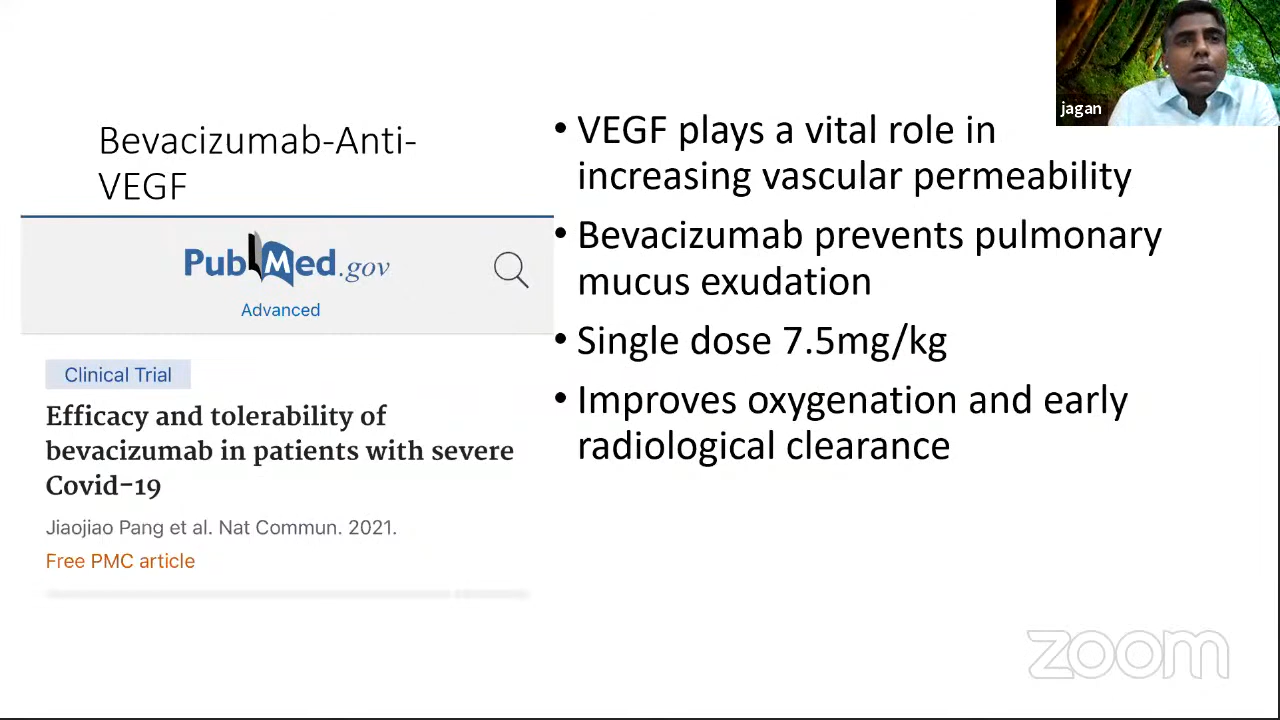 jagan
Bevacizumab-Anti-
VEGF
PubMed.gov
Advanced
Clinical Trial
Efficacy and tolerability of
bevacizumab in patients with severe
Covid-19
Jiaojiao Pang et al. Nat Commun. 2021.
Free PMC article
• VEGF plays a vital role in
increasing vascular permeability
• Bevacizumab prevents pulmonary
mucus exudation
• Single dose 7.5mg/kg
• Improves oxygenation and early
radiological clearance
zoom